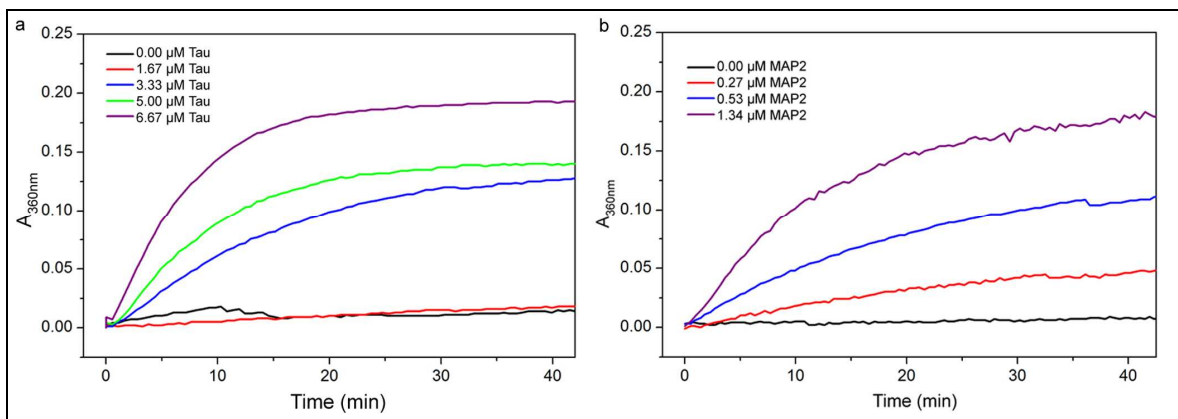 a
0.25
0.20
0.15
0.10
0.05
0.00
A360nm
0.00 µM Tau
1.67 µM Tau
3.33 µM Tau
5.00 µM Tau
6.67 µM Tau
0 10 20 30 40
Time (min)
b
0.25
0.20
0.15
0.10
0.05
0.00
A360nm
0.00 µM MAP2
0.27 µM MAP2
0.53 µM MAP2
1.34 µM MAP2
0 10 20 30 40
Time (min)